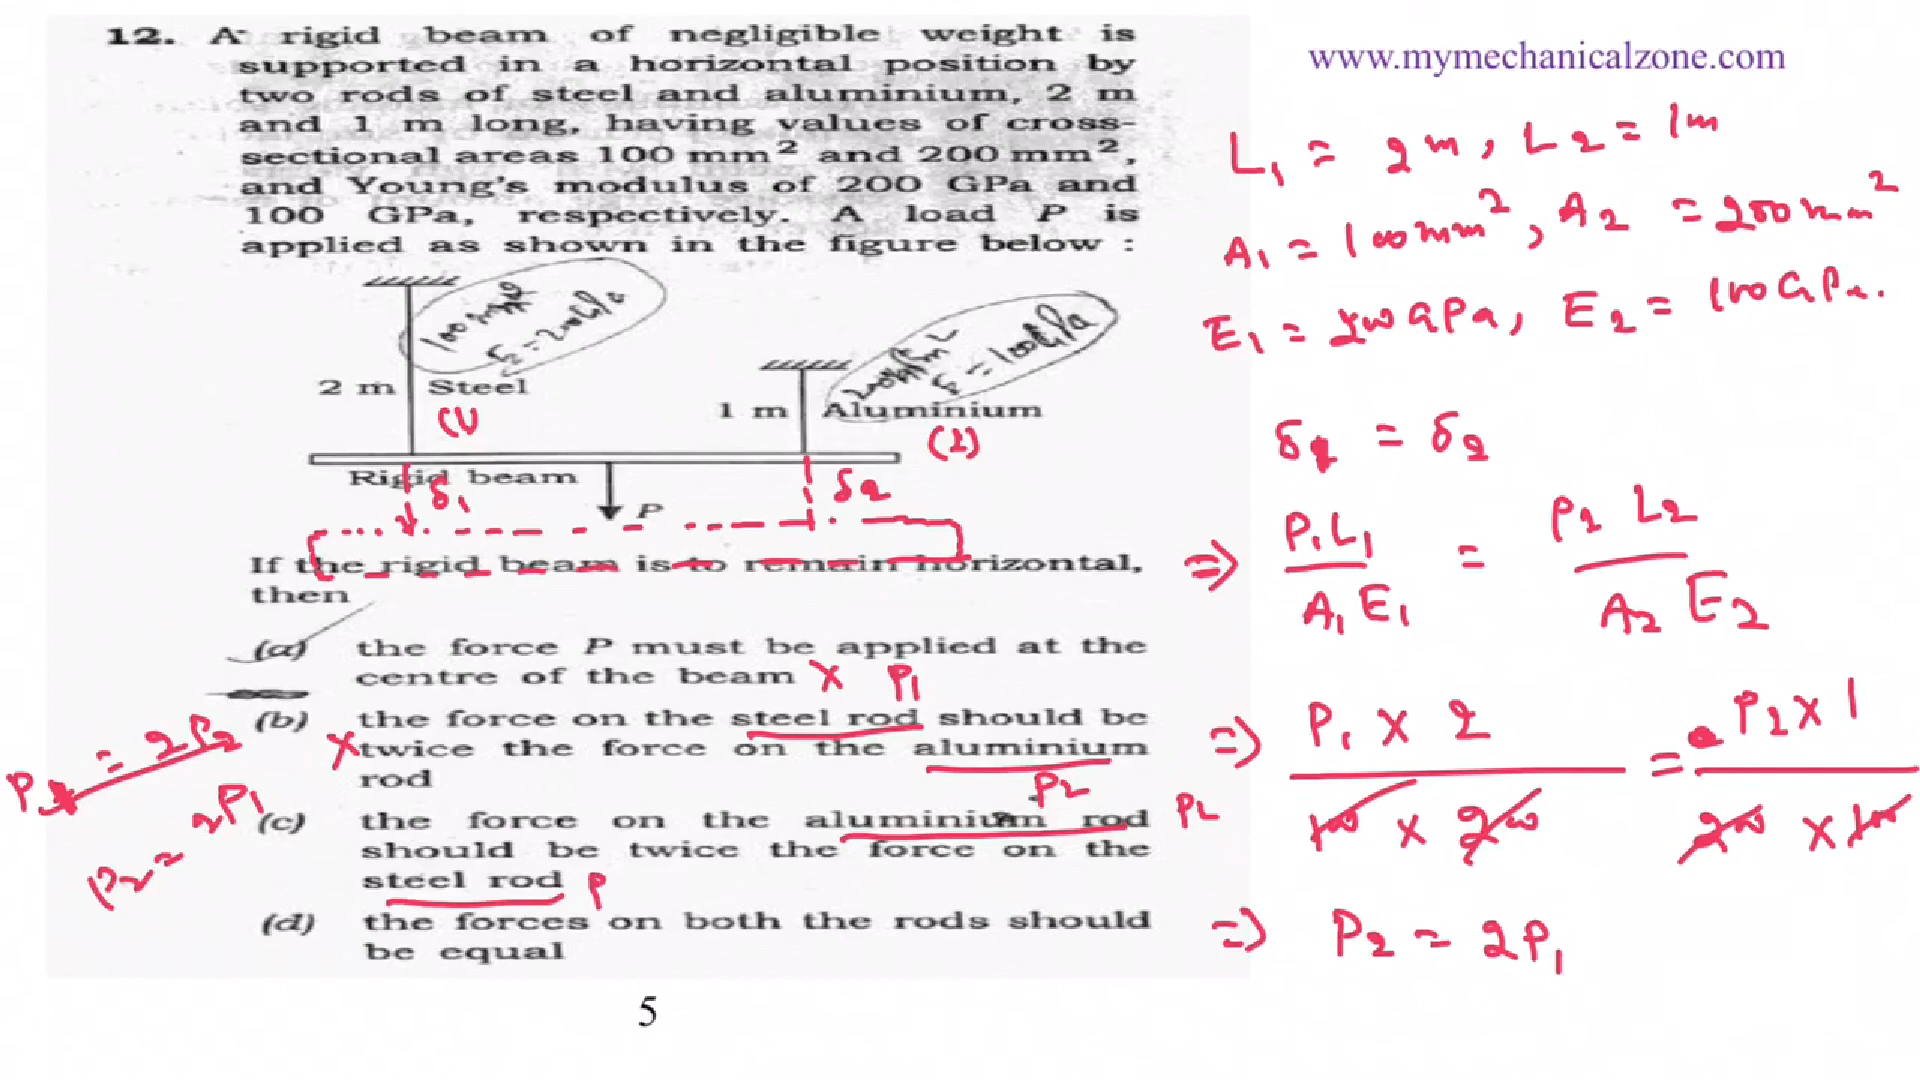 12. A rigid beam of negligible weight is
supported in a horizontal position by
two rods of steel and aluminium, 2 m
and 1 m long, having values of cross-
sectional areas 100 mm² and 200 mm²,
and Young's modulus of 200 GPa and
100 GPa, respectively. A load P is
applied as shown in the figure below :
E = 200GPa
E = 100GPa
2 m Steel
(1)
1 m Aluminium
(2)
Rigid beam
δ₁
δ₂
P
If the rigid beam is to remain horizontal,
then
(a) the force P must be applied at the
centre of the beam X P₁
(b) the force on the steel rod should be
X twice the force on the aluminium
rod
P₂
= 2P₂
(c) the force on the aluminium rod P₂
should be twice the force on the
steel rod P
P₂ = 2P₁
(d) the forces on both the rods should
be equal
5
www.mymechanicalzone.com
L₁ = 2m, L₂ = 1m
A₁ = 100mm², A₂ = 200mm²
E₁ = 200GPa, E₂ = 100GPa.
δ₁ = δ₂
⇒ P₁L₁ / A₁E₁ = P₂L₂ / A₂E₂
⇒ P₁ X 2 / 100 X 200 = P₂ X 1 / 200 X 100
⇒ P₂ = 2P₁